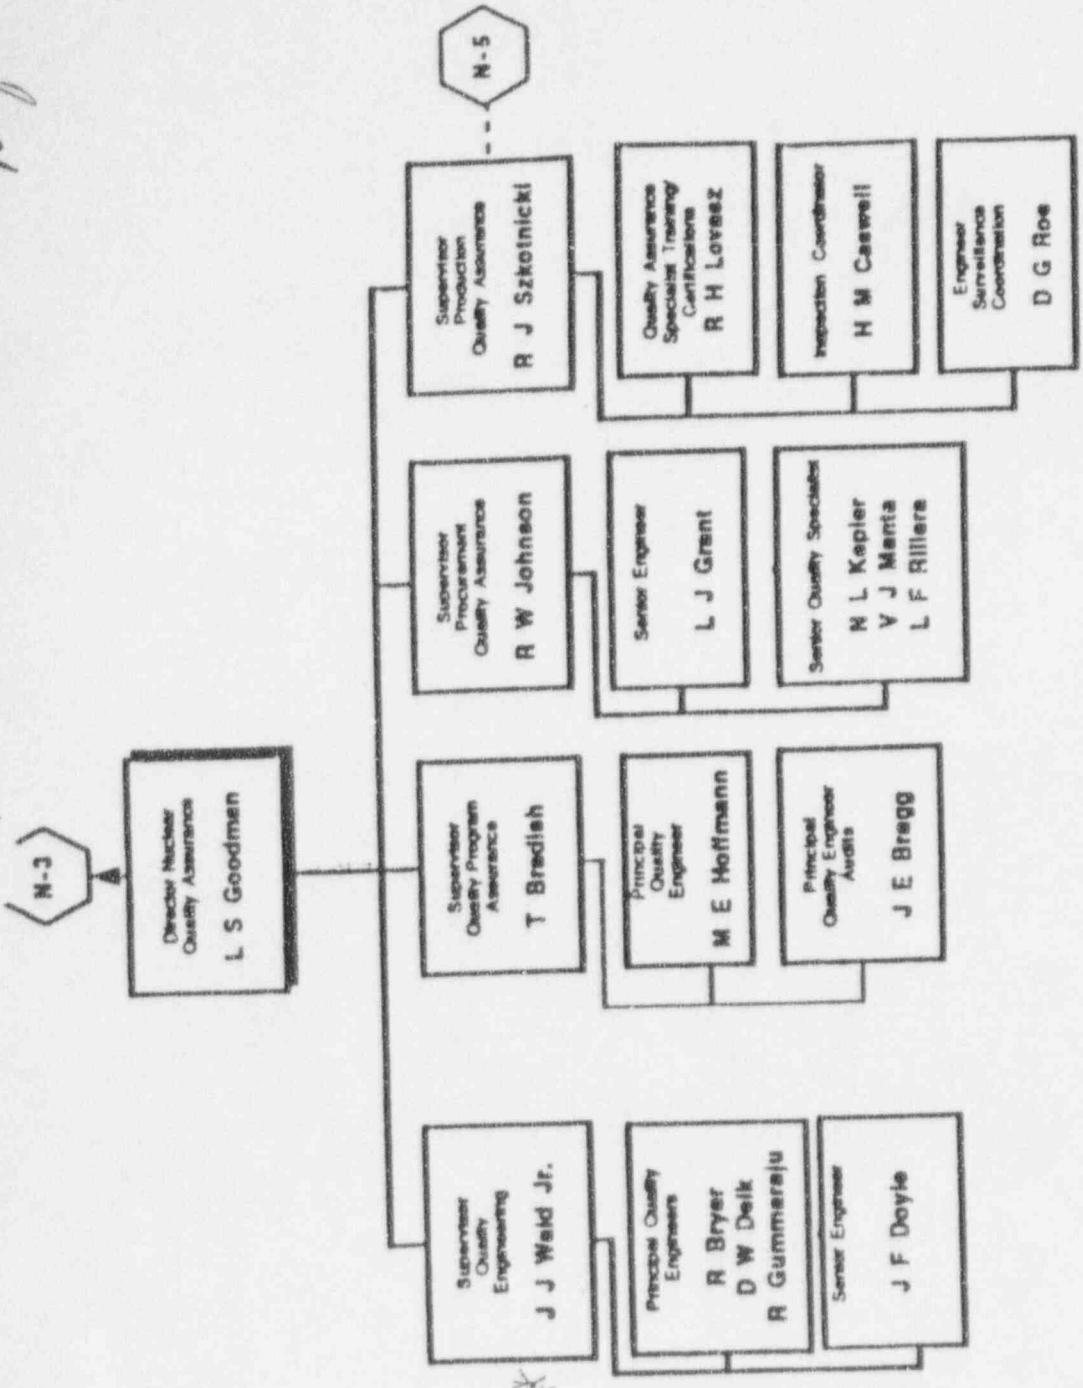 N-3
Director Nuclear
Quality Assurance
L S Goodman
Supervisor
Quality
Engineering
J J Wald Jr.
Principal Quality
Engineers
R Bryer
D W Delk
R Gummaraju
Senior Engineer
J F Doyle
Supervisor
Quality Program
Assurance
T Bradish
Principal
Quality
Engineer
M E Hoffmann
Principal
Quality Engineer
Audits
J E Bragg
Supervisor
Procurement
Quality Assurance
R W Johnson
Senior Engineer
L J Grant
Senior Quality Specialist
N L Kepler
V J Manta
L F Rillera
Supervisor
Production
Quality Assurance
R J Szkotnicki
N-5
Quality Assurance
Specialist Training/
Certifications
R H Loveez
Inspection Coordinator
H M Caswell
Engineer
Surveillance
Coordination
D G Roe